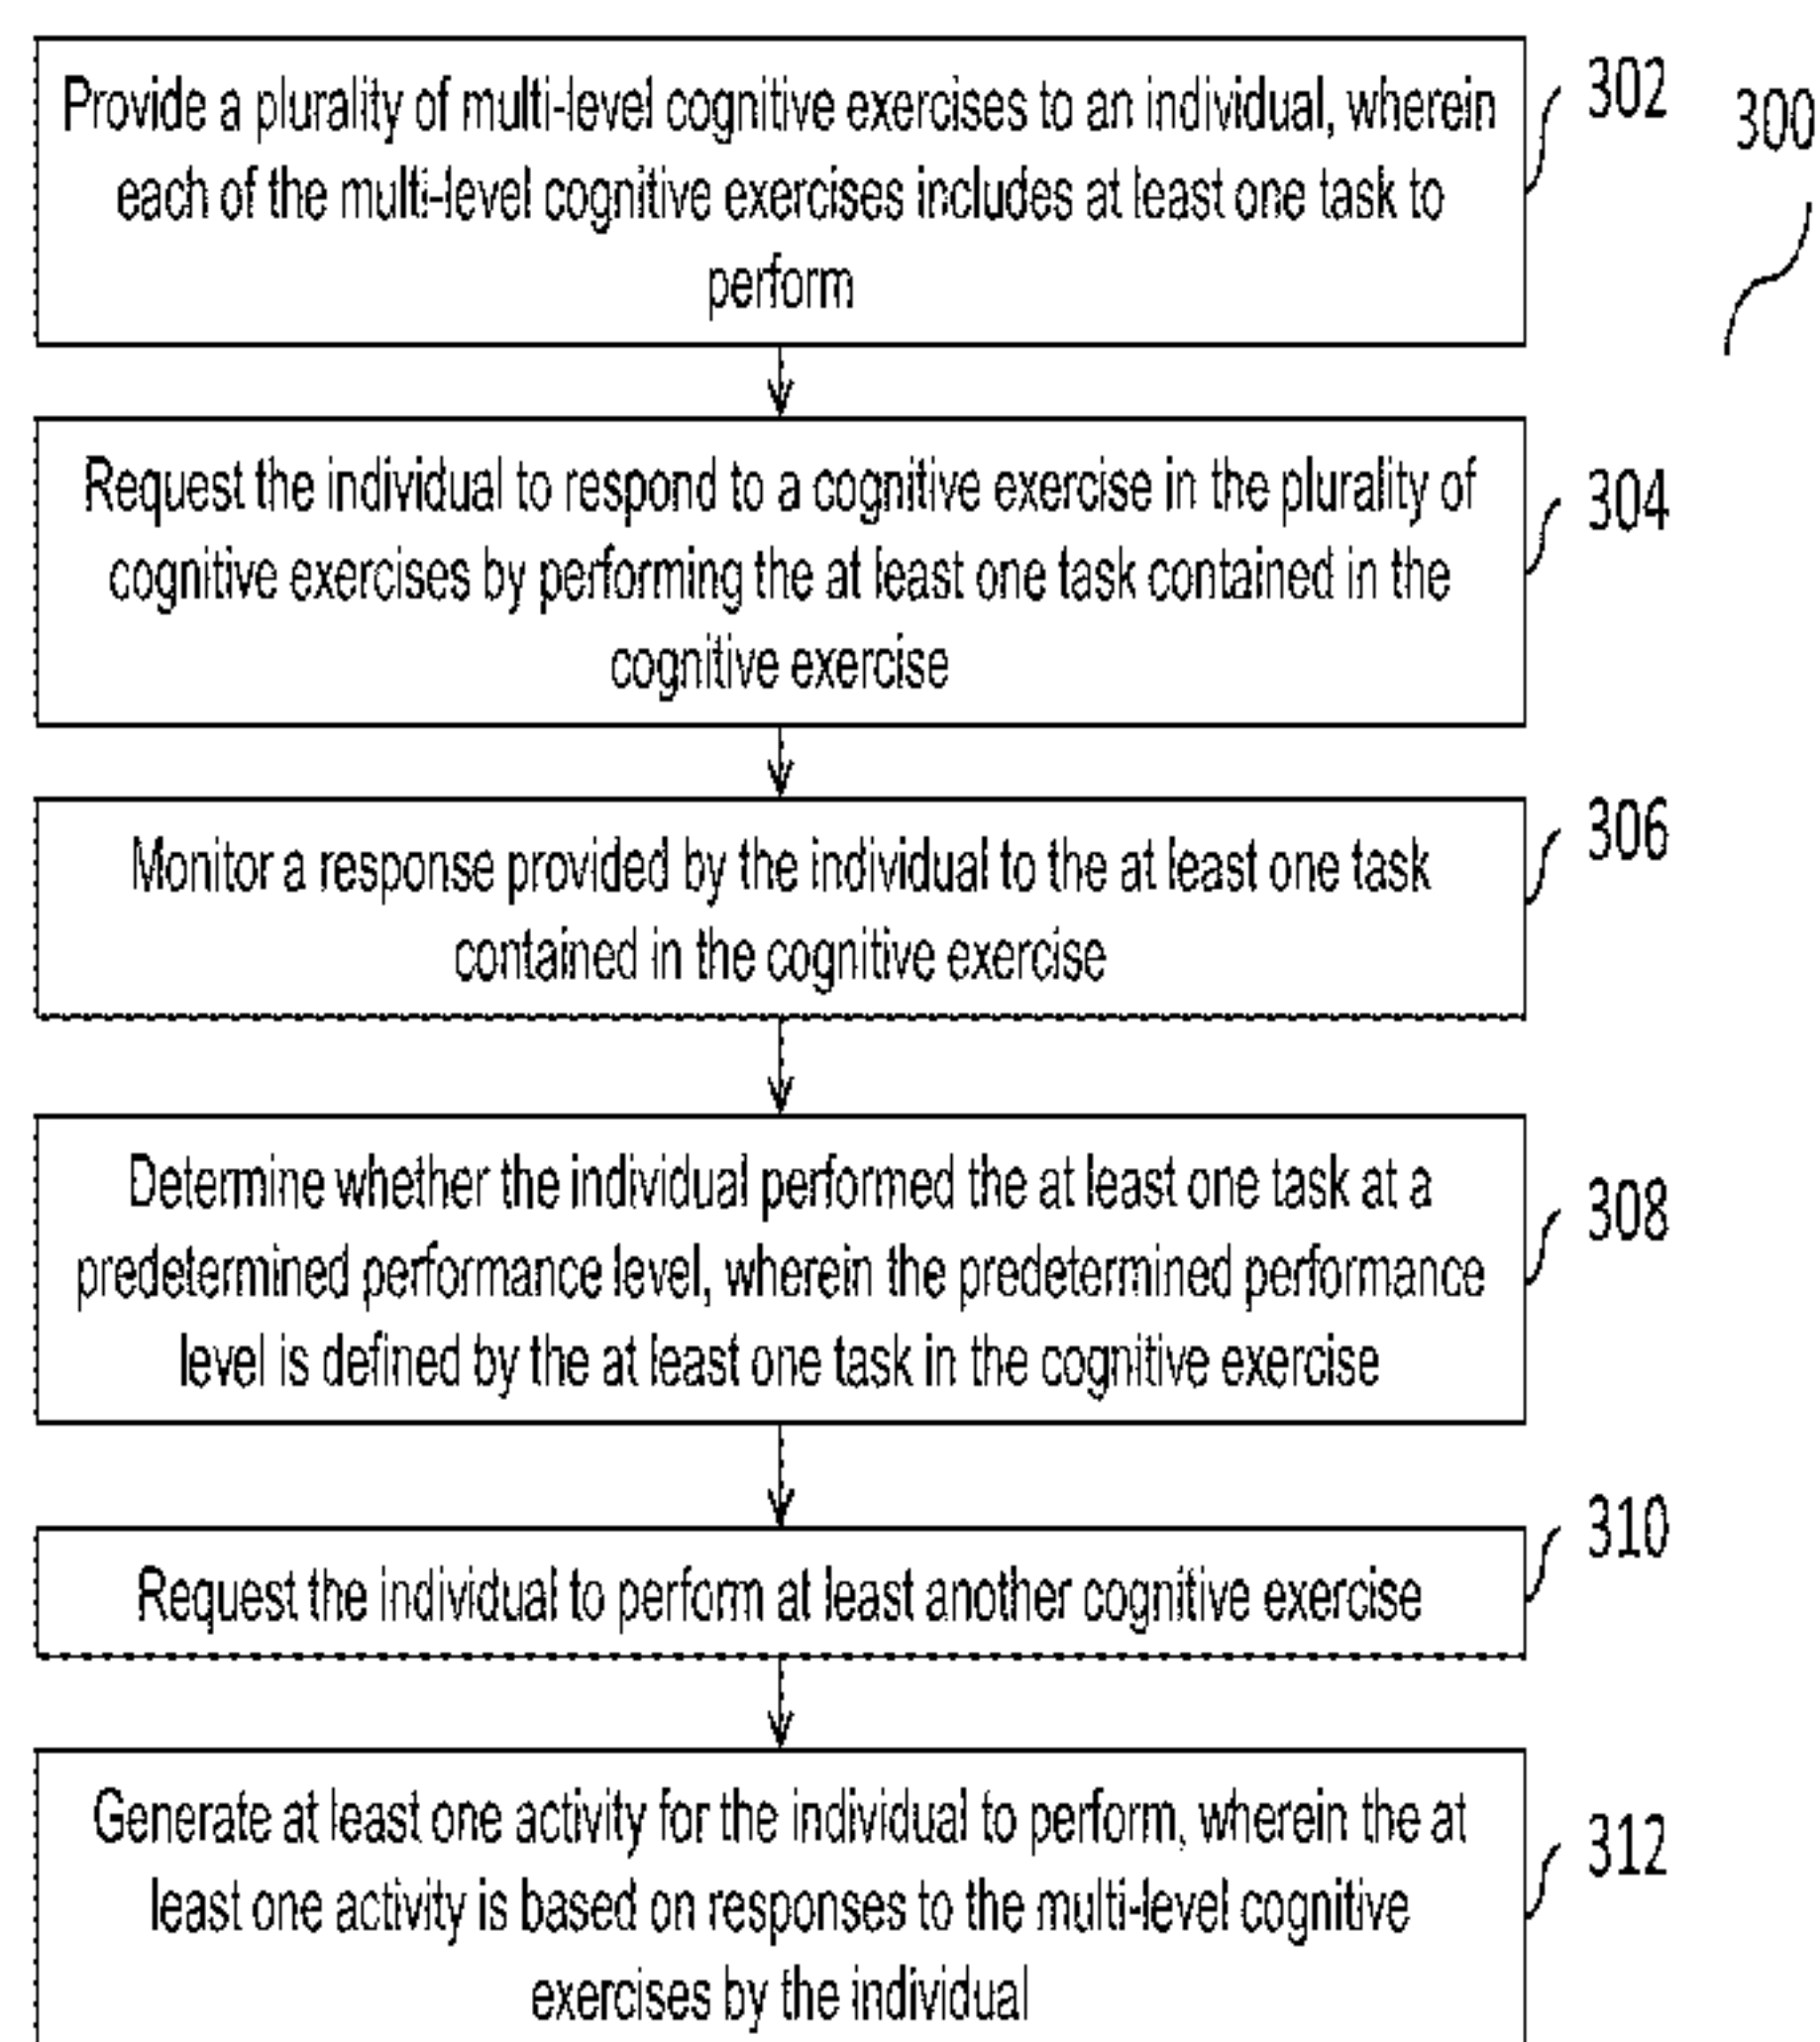 Provide a plurality of multi-level cognitive exercises to an individual, wherein
each of the multi-level cognitive exercises includes at least one task to
perform
302
300
Request the individual to respond to a cognitive exercise in the plurality of
cognitive exercises by performing the at least one task contained in the
cognitive exercise
304
Monitor a response provided by the individual to the at least one task
contained in the cognitive exercise
306
Determine whether the individual performed the at least one task at a
predetermined performance level, wherein the predetermined performance
level is defined by the at least one task in the cognitive exercise
308
Request the individual to perform at least another cognitive exercise
310
Generate at least one activity for the individual to perform, wherein the at
least one activity is based on responses to the multi-level cognitive
exercises by the individual
312